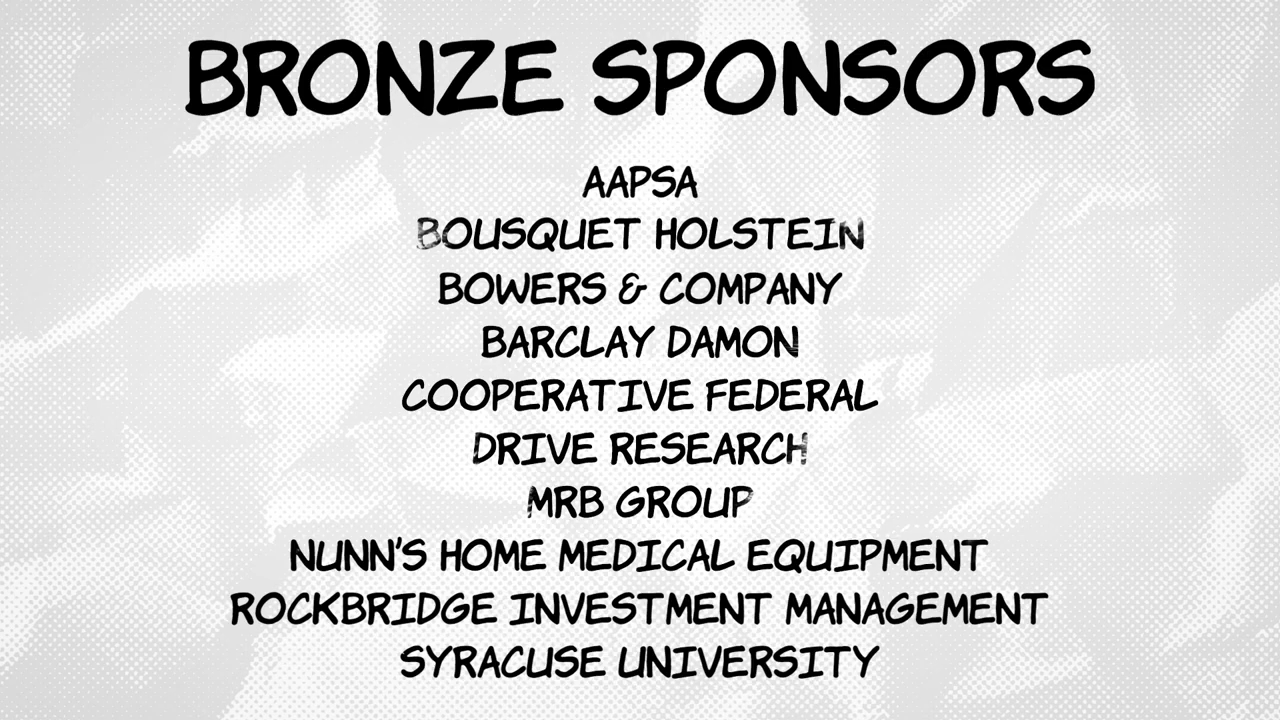 BRONZE SPONSORS
AAPSA
BOUSQUET HOLSTEIN
BOWERS & COMPANY
BARCLAY DAMON
COOPERATIVE FEDERAL
DRIVE RESEARCH
MRB GROUP
NUNN'S HOME MEDICAL EQUIPMENT
ROCKBRIDGE INVESTMENT MANAGEMENT
SYRACUSE UNIVERSITY